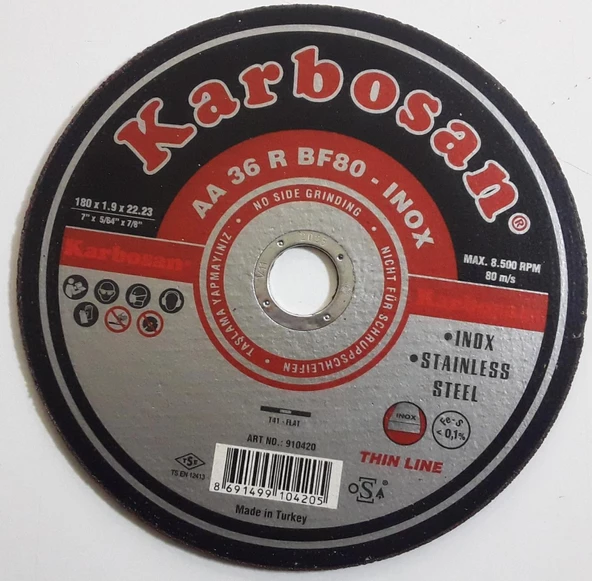 Karbosan®
AA 36 R BF80 - INOX
180 x 1.9 x 22.23
7" x 5/64" x 7/8"
MAX. 8.500 RPM
80 m/s
Karbosan
• NO SIDE GRINDING •
NICHT FÜR SCHRUPPSCHLEIFEN •
TAŞLAMA YAPMAYINIZ
•INOX
•STAINLESS
STEEL
INOX
Fe-S
< 0,1%
T41 - FLAT
ART NO.: 910420
THIN LINE
TSE
TS EN 12413
8 691499 104205
oSa
Made in Turkey